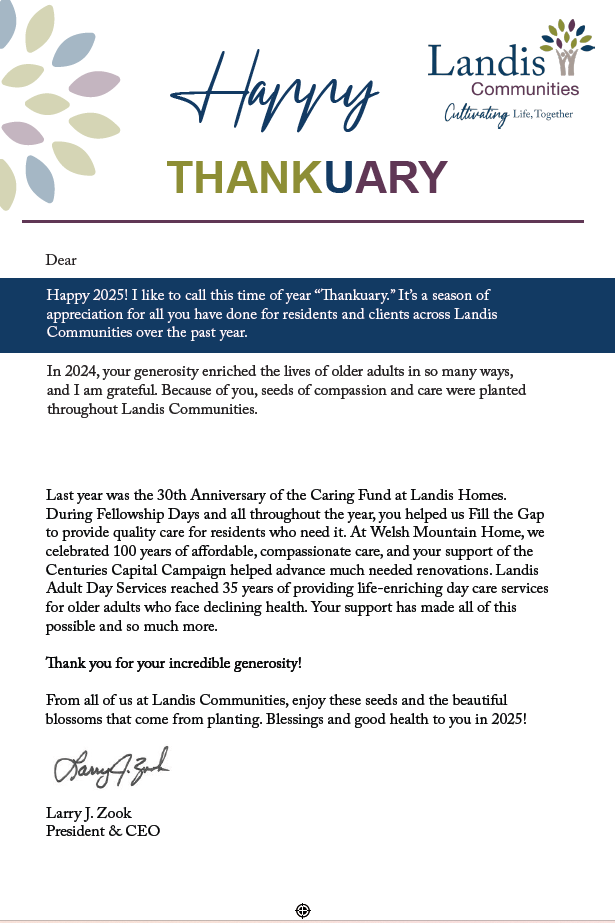 Happy
Landis
Communities
Cultivating Life, Together
THANKUARY
Dear
Happy 2025! I like to call this time of year “Thankuary.” It’s a season of
appreciation for all you have done for residents and clients across Landis
Communities over the past year.
In 2024, your generosity enriched the lives of older adults in so many ways,
and I am grateful. Because of you, seeds of compassion and care were planted
throughout Landis Communities.
Last year was the 30th Anniversary of the Caring Fund at Landis Homes.
During Fellowship Days and all throughout the year, you helped us Fill the Gap
to provide quality care for residents who need it. At Welsh Mountain Home, we
celebrated 100 years of affordable, compassionate care, and your support of the
Centuries Capital Campaign helped advance much needed renovations. Landis
Adult Day Services reached 35 years of providing life-enriching day care services
for older adults who face declining health. Your support has made all of this
possible and so much more.
Thank you for your incredible generosity!
From all of us at Landis Communities, enjoy these seeds and the beautiful
blossoms that come from planting. Blessings and good health to you in 2025!
Larry J. Zook
Larry J. Zook
President & CEO